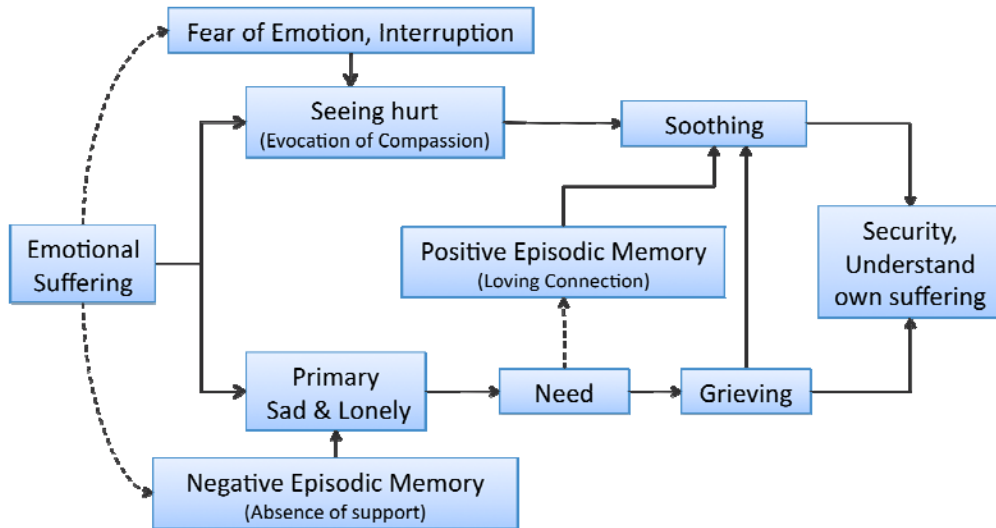 Fear of Emotion, Interruption
Seeing hurt
(Evocation of Compassion)
Soothing
Emotional
Suffering
Positive Episodic Memory
(Loving Connection)
Security,
Understand
own suffering
Primary
Sad & Lonely
Need
Grieving
Negative Episodic Memory
(Absence of support)